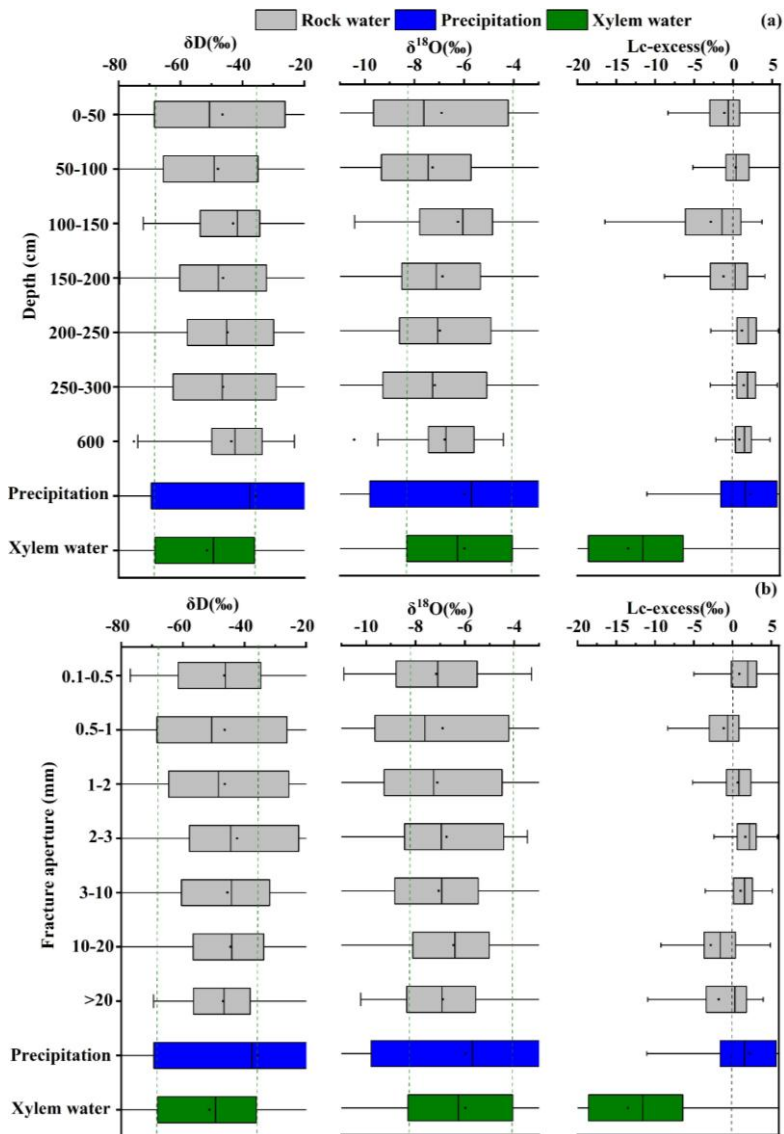 Rock water Precipitation Xylem water (a)
δD(‰) δ¹⁸O(‰) Lc-excess(‰)
-80 -60 -40 -20 -10 -8 -6 -4 -20 -15 -10 -5 0 5
Depth (cm)
0-50
50-100
100-150
150-200
200-250
250-300
600
Precipitation
Xylem water
(b)
δD(‰) δ¹⁸O(‰) Lc-excess(‰)
-80 -60 -40 -20 -10 -8 -6 -4 -20 -15 -10 -5 0 5
Fracture aperture (mm)
0.1-0.5
0.5-1
1-2
2-3
3-10
10-20
>20
Precipitation
Xylem water